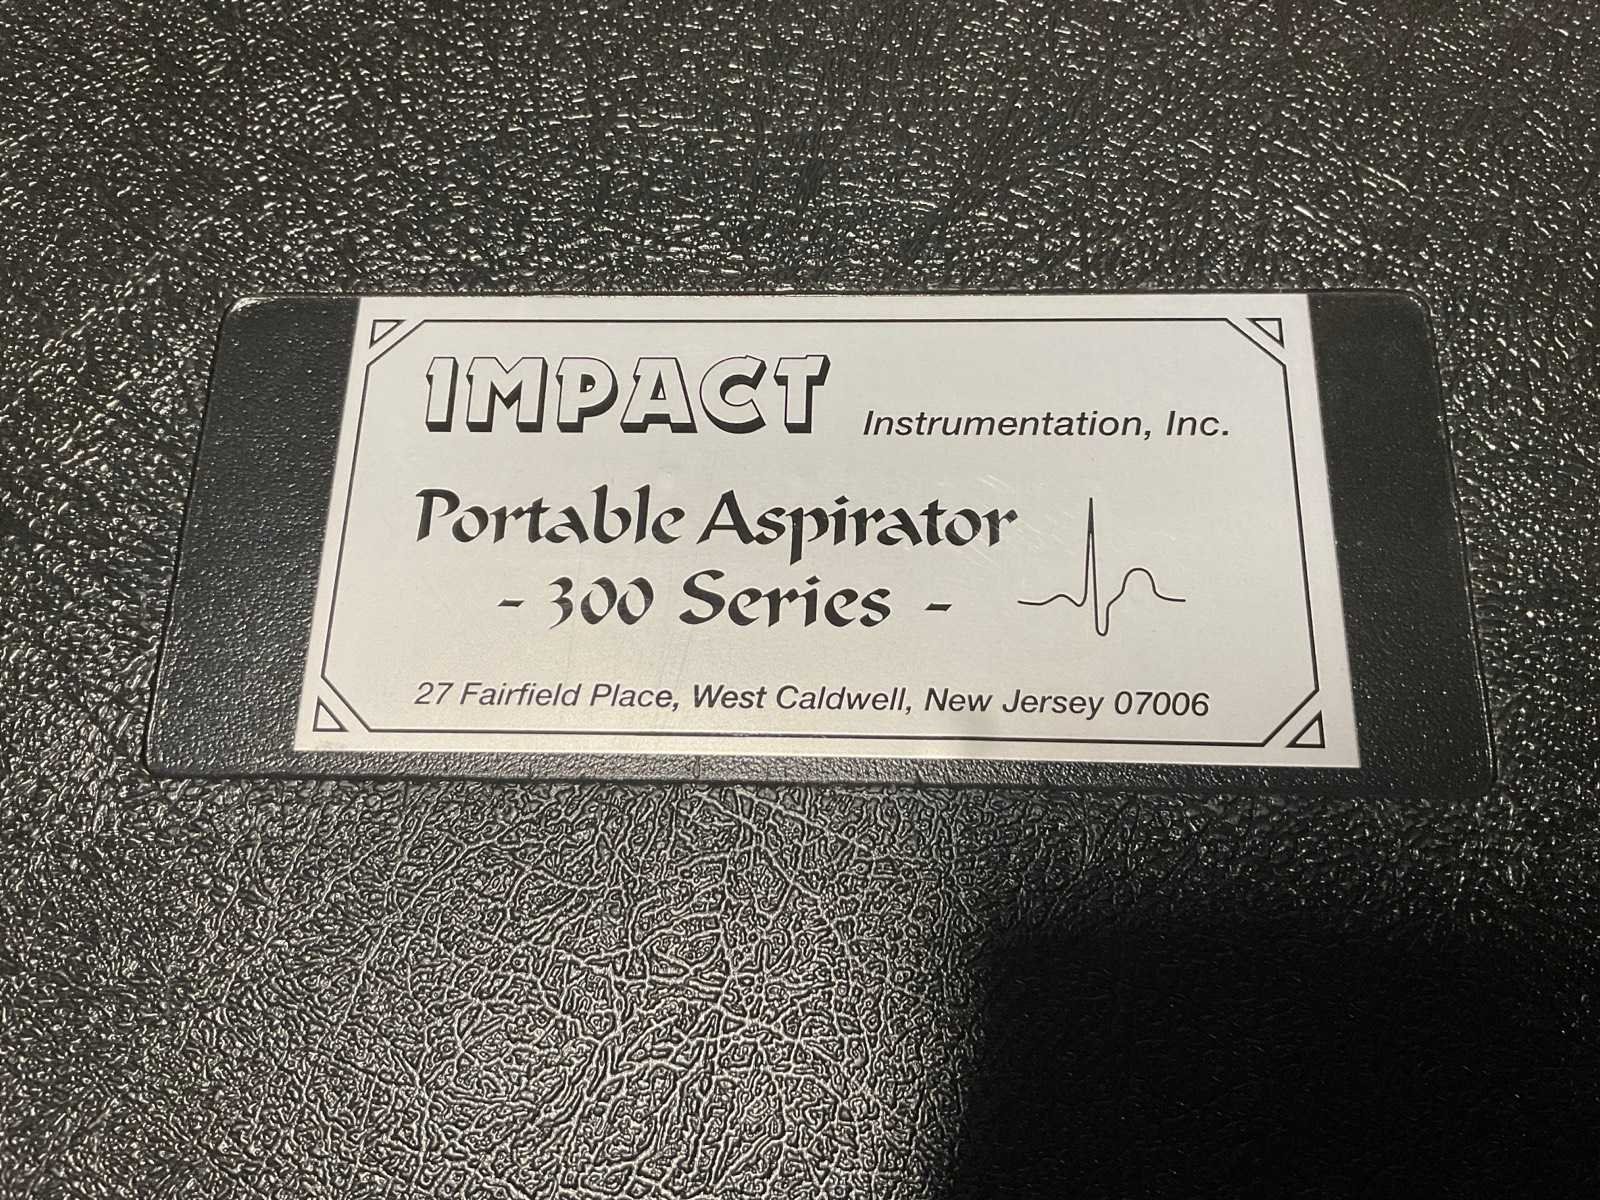 IMPACT Instrumentation, Inc.
Portable Aspirator
- 300 Series -
27 Fairfield Place, West Caldwell, New Jersey 07006